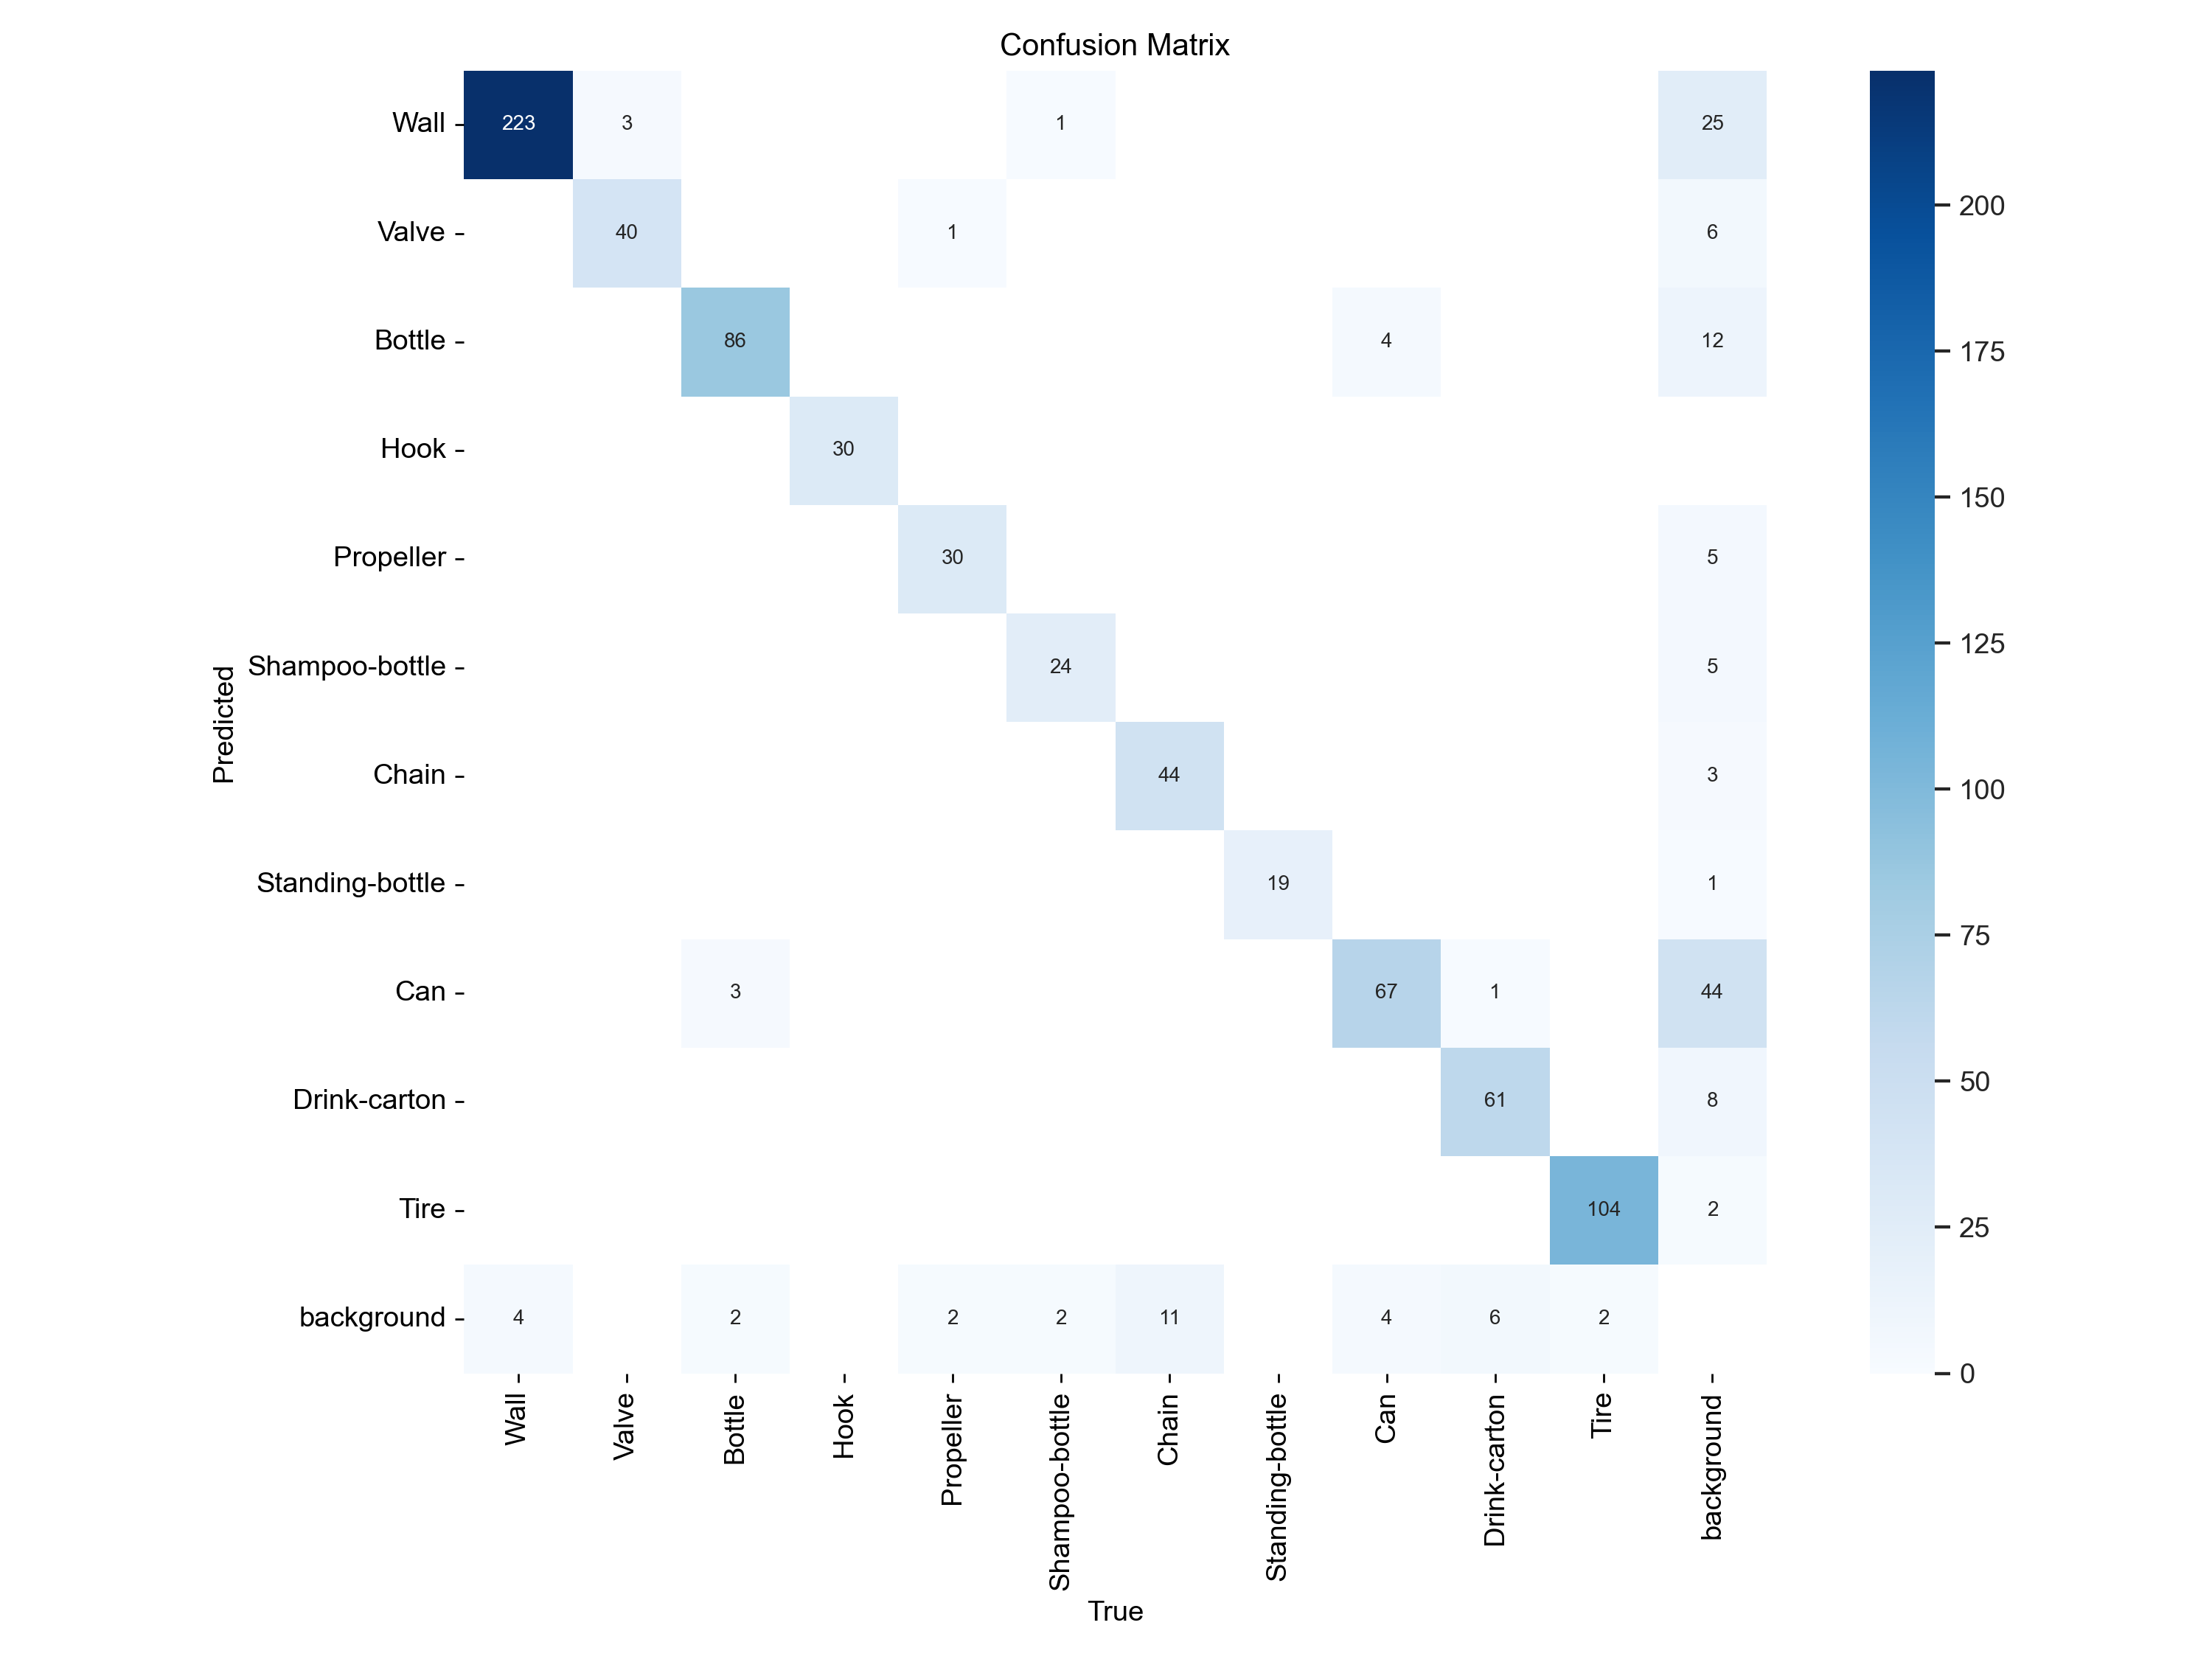 Confusion Matrix
Wall 223 3 1 25
Valve 40 1 6
Bottle 86 4 12
Hook 30
Propeller 30 5
Shampoo-bottle 24 5
Chain 44 3
Standing-bottle 19 1
Can 3 67 1 44
Drink-carton 61 8
Tire 104 2
background 4 2 2 2 11 4 6 2
Predicted
Wall Valve Bottle Hook Propeller Shampoo-bottle Chain Standing-bottle Can Drink-carton Tire background
True
200
175
150
125
100
75
50
25
0